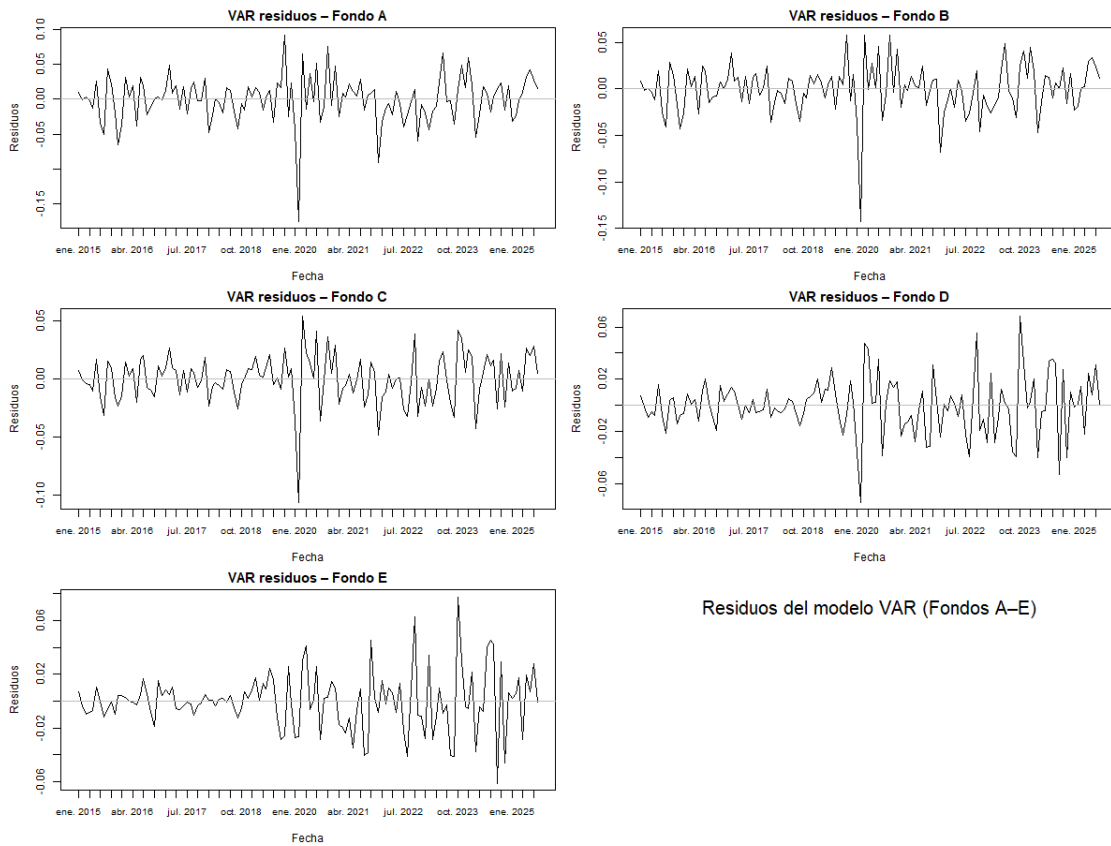 VAR residuos – Fondo A
Residuos
0.10
0.05
0.00
-0.05
-0.15
ene. 2015 abr. 2016 jul. 2017 oct. 2018 ene. 2020 abr. 2021 jul. 2022 oct. 2023 ene. 2025
Fecha
VAR residuos – Fondo B
Residuos
0.05
0.00
-0.05
-0.10
-0.15
ene. 2015 abr. 2016 jul. 2017 oct. 2018 ene. 2020 abr. 2021 jul. 2022 oct. 2023 ene. 2025
Fecha
VAR residuos – Fondo C
Residuos
0.05
0.00
-0.05
-0.10
ene. 2015 abr. 2016 jul. 2017 oct. 2018 ene. 2020 abr. 2021 jul. 2022 oct. 2023 ene. 2025
Fecha
VAR residuos – Fondo D
Residuos
0.06
0.02
-0.02
-0.06
ene. 2015 abr. 2016 jul. 2017 oct. 2018 ene. 2020 abr. 2021 jul. 2022 oct. 2023 ene. 2025
Fecha
VAR residuos – Fondo E
Residuos
0.06
0.02
-0.02
-0.06
ene. 2015 abr. 2016 jul. 2017 oct. 2018 ene. 2020 abr. 2021 jul. 2022 oct. 2023 ene. 2025
Fecha
Residuos del modelo VAR (Fondos A–E)